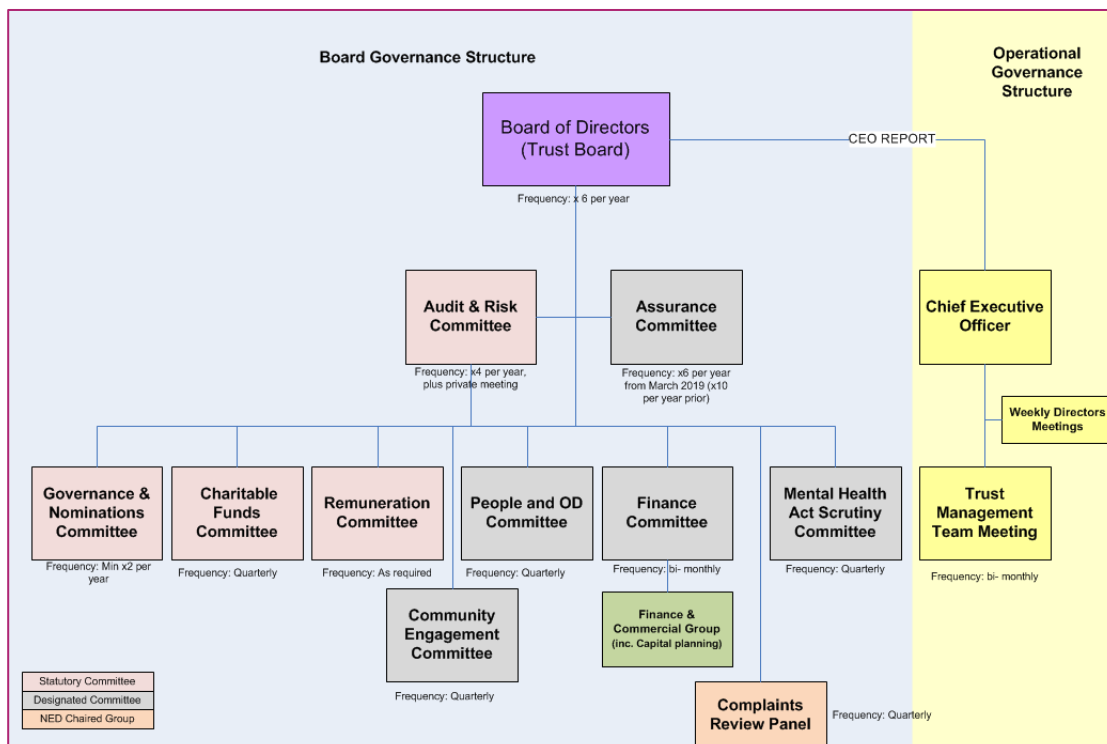 Board Governance Structure
Operational
Governance
Structure
Board of Directors
(Trust Board)
CEO REPORT
Frequency: x 6 per year
Audit & Risk
Committee
Frequency: x4 per year,
plus private meeting
Assurance
Committee
Frequency: x6 per year
from March 2019 (x10
per year prior)
Chief Executive
Officer
Weekly Directors
Meetings
Governance &
Nominations
Committee
Frequency: Min x2 per
year
Charitable
Funds
Committee
Frequency: Quarterly
Remuneration
Committee
Frequency: As required
People and OD
Committee
Frequency: Quarterly
Finance
Committee
Frequency: bi- monthly
Mental Health
Act Scrutiny
Committee
Frequency: Quarterly
Trust
Management
Team Meeting
Frequency: bi- monthly
Community
Engagement
Committee
Frequency: Quarterly
Finance &
Commercial Group
(inc. Capital planning)
Complaints
Review Panel
Frequency: Quarterly
Statutory Committee
Designated Committee
NED Chaired Group